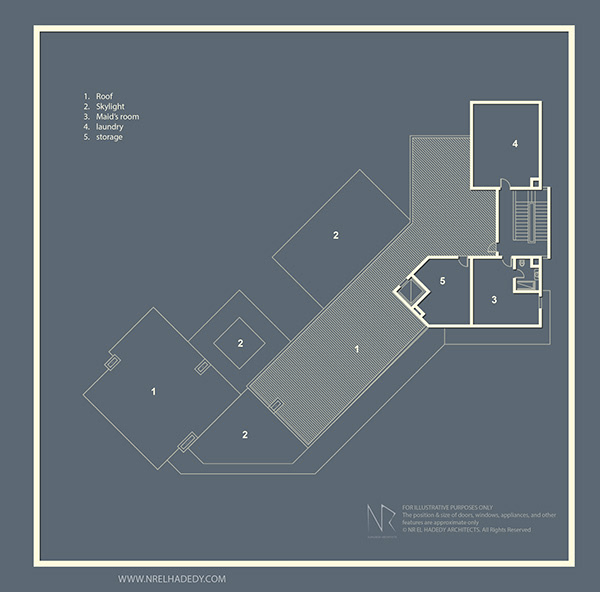 1. Roof
2. Skylight
3. Maid's room
4. laundry
5. storage
4
2
5
3
1
2
1
2
NR
FOR ILLUSTRATIVE PURPOSES ONLY
The position & size of doors, windows, appliances, and other
features are approximate only
© NR EL HADEDY ARCHITECTS. All Rights Reserved
WWW.NRELHADEDY.COM